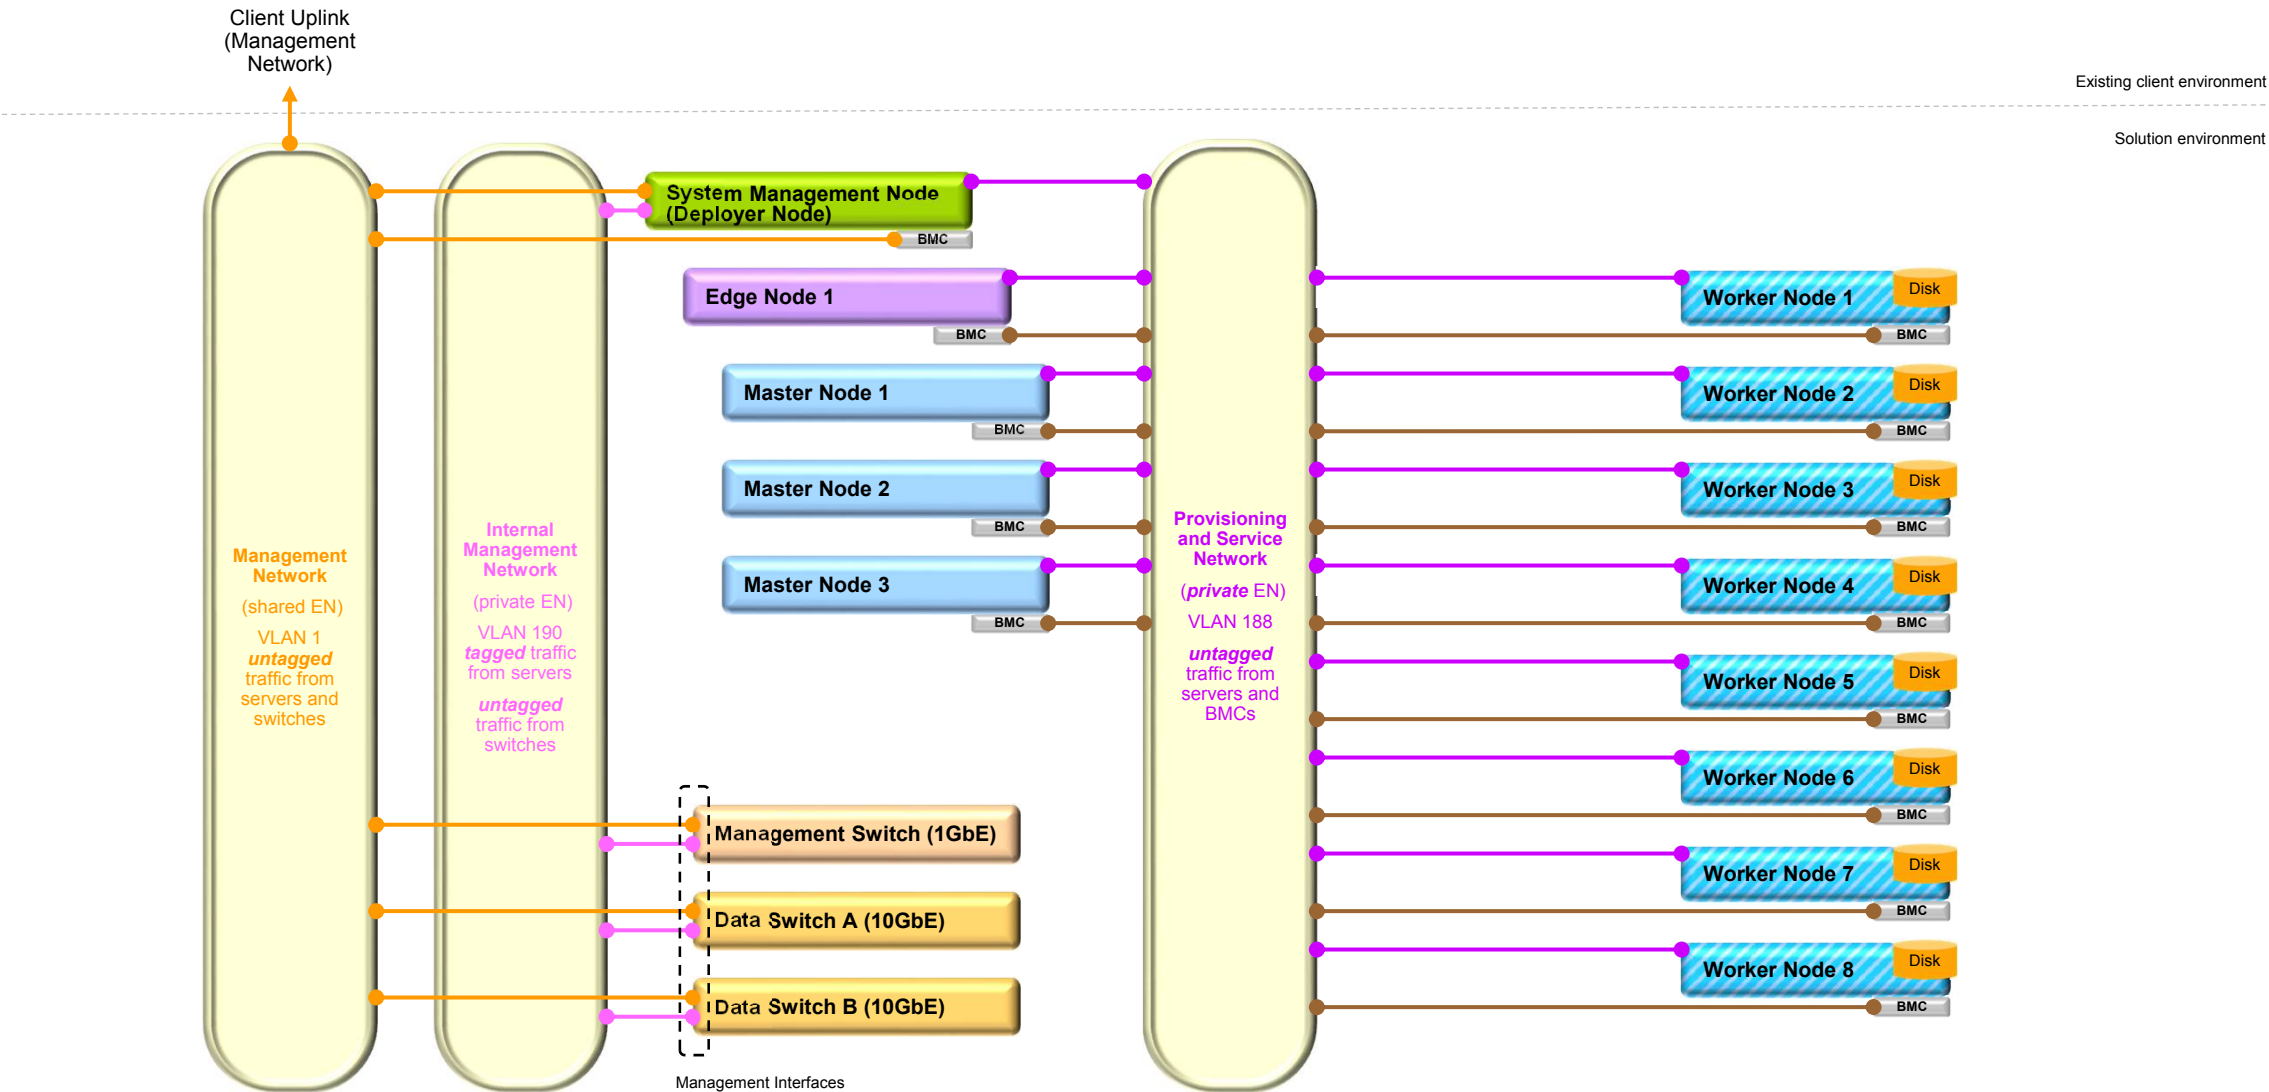 Client Uplink
(Management
Network)
Existing client environment
Solution environment
System Management Node
(Deployer Node)
BMC
Edge Node 1
BMC
Master Node 1
BMC
Master Node 2
BMC
Master Node 3
BMC
Management
Network
(shared EN)
VLAN 1
untagged
traffic from
servers and
switches
Internal
Management
Network
(private EN)
VLAN 190
tagged traffic
from servers
untagged
traffic from
switches
Management Switch (1GbE)
Data Switch A (10GbE)
Data Switch B (10GbE)
Management Interfaces
Provisioning
and Service
Network
(private EN)
VLAN 188
untagged
traffic from
servers and
BMCs
Worker Node 1
Disk
BMC
Worker Node 2
Disk
BMC
Worker Node 3
Disk
BMC
Worker Node 4
Disk
BMC
Worker Node 5
Disk
BMC
Worker Node 6
Disk
BMC
Worker Node 7
Disk
BMC
Worker Node 8
Disk
BMC